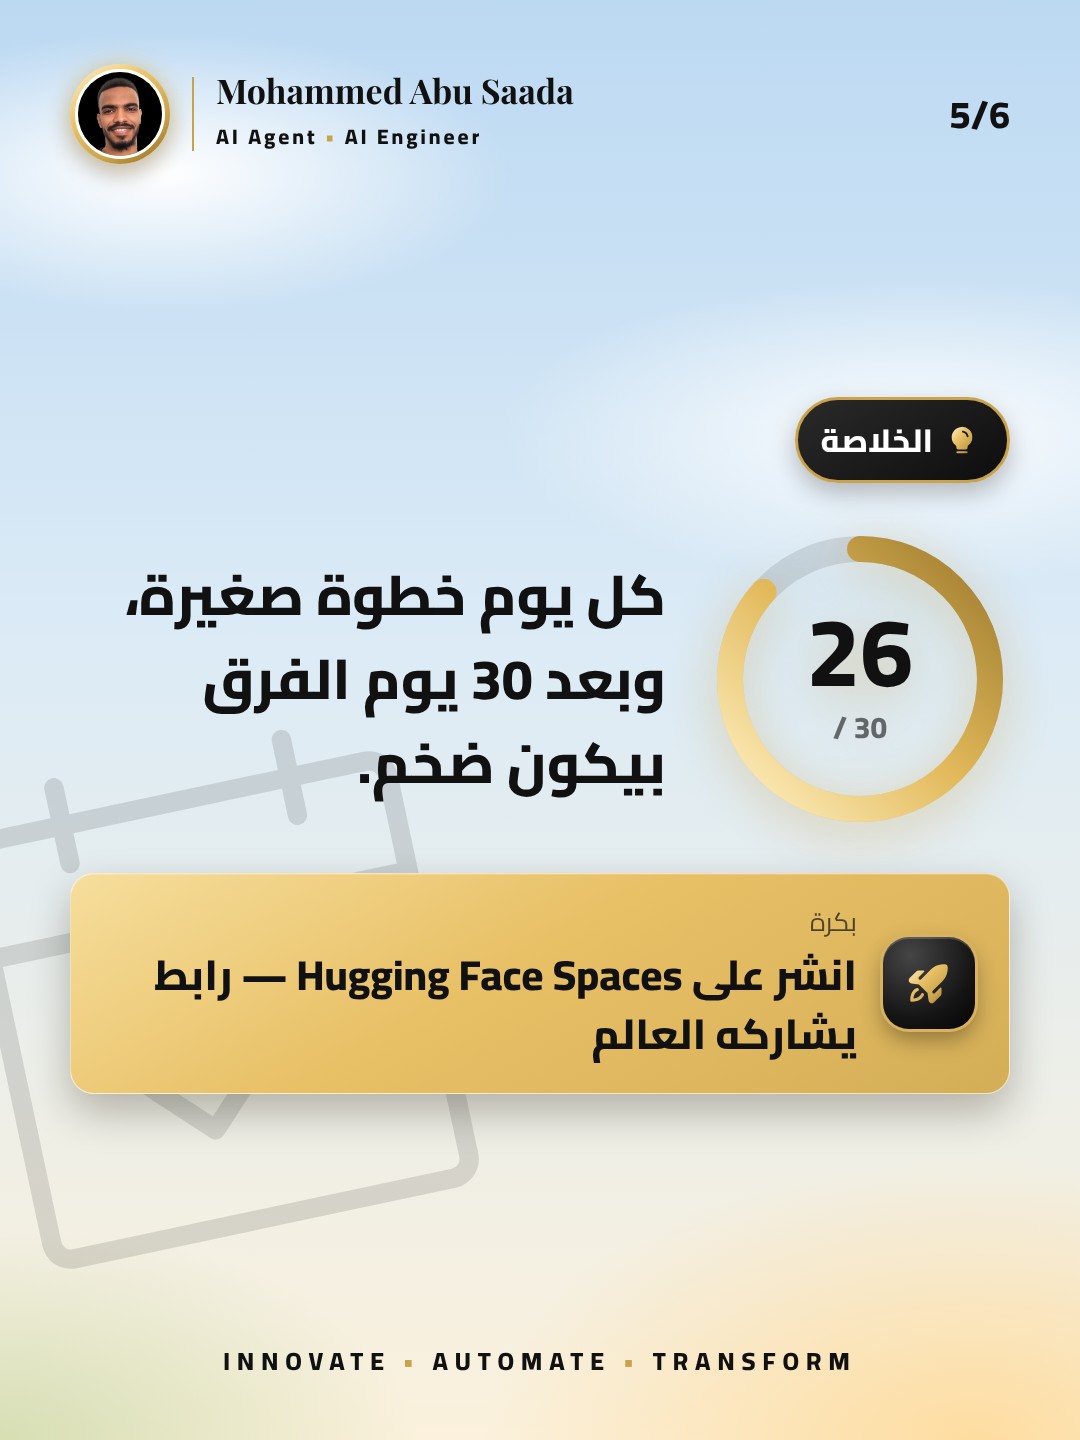 Mohammed Abu Saada
AI Agent ▪ AI Engineer
5/6
الخلاصة
26
/ 30
كل يوم خطوة صغيرة،
وبعد 30 يوم الفرق
بيكون ضخم.
بكرة
انشر على Hugging Face Spaces — رابط
يشاركه العالم
INNOVATE ▪ AUTOMATE ▪ TRANSFORM